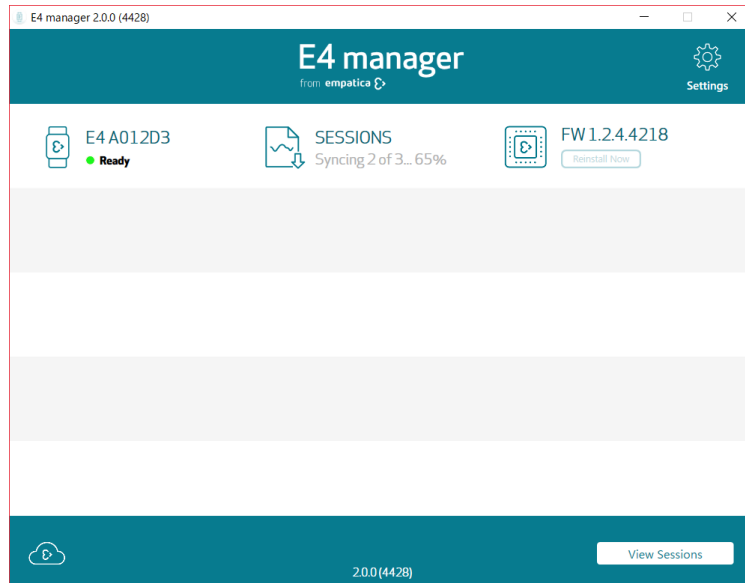 E4 manager 2.0.0 (4428)
E4 manager
from empatica
Settings
E4 A012D3
Ready
SESSIONS
Syncing 2 of 3... 65%
FW 1.2.4.4218
Reinstall Now
View Sessions
2.0.0 (4428)